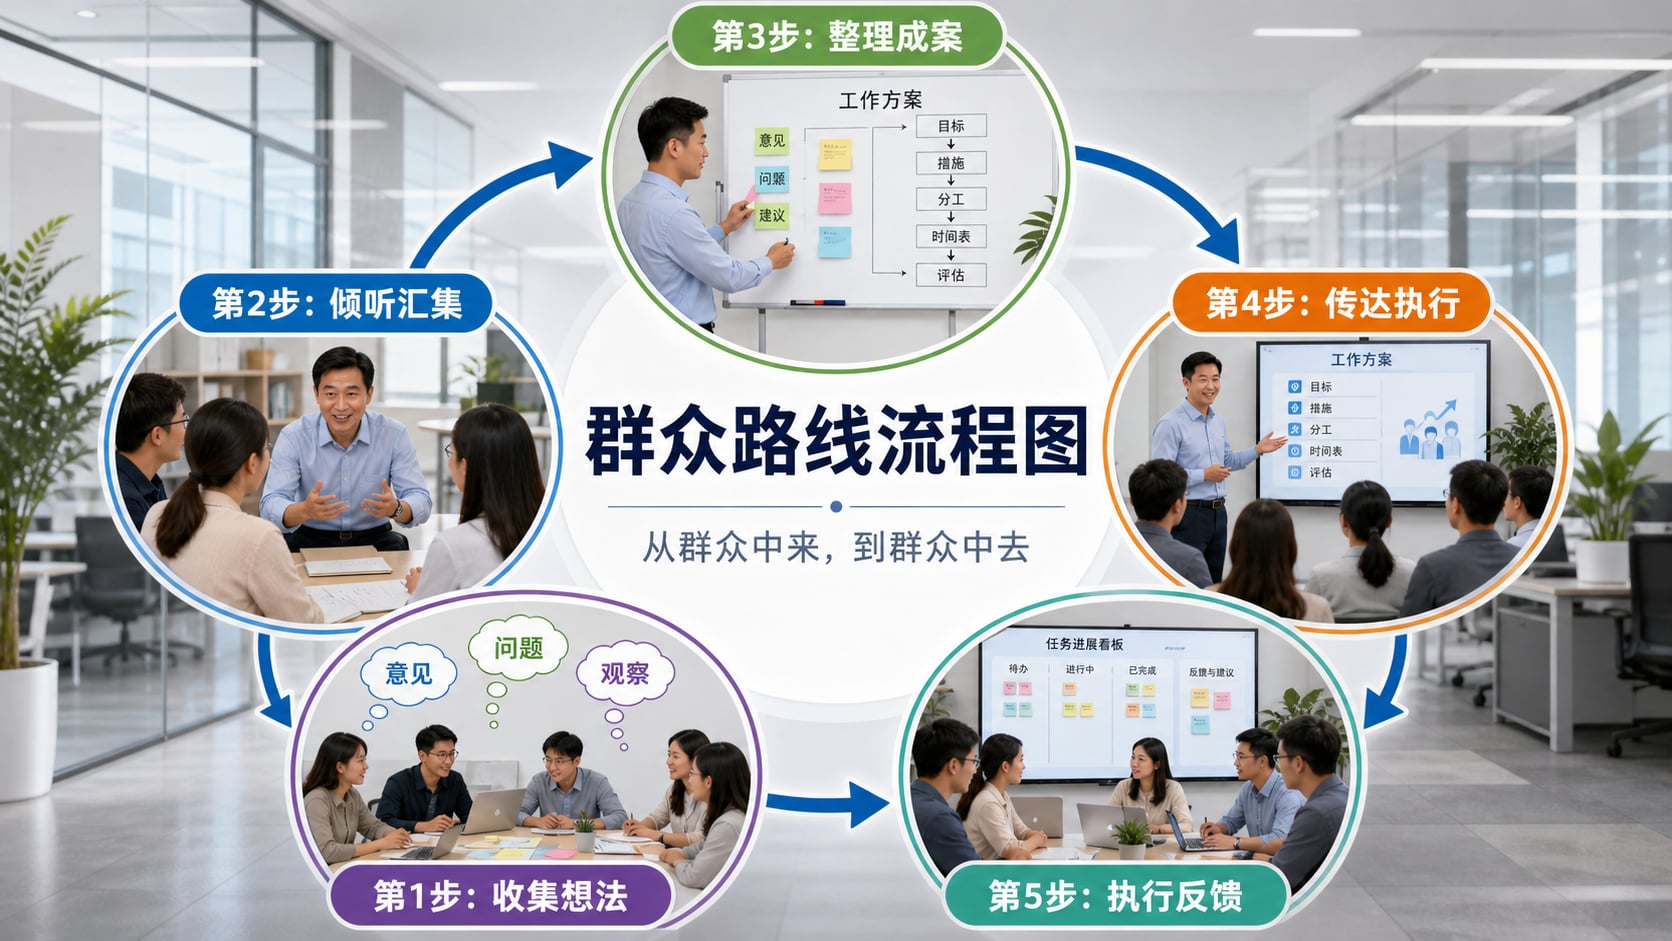 第3步：整理成案
工作方案
意见
问题
建议
目标
措施
分工
时间表
评估
第2步：倾听汇集
第4步：传达执行
工作方案
目标
措施
分工
时间表
评估
群众路线流程图
从群众中来，到群众中去
意见
问题
观察
第1步：收集想法
任务进展看板
待办
进行中
已完成
反馈与建议
第5步：执行反馈